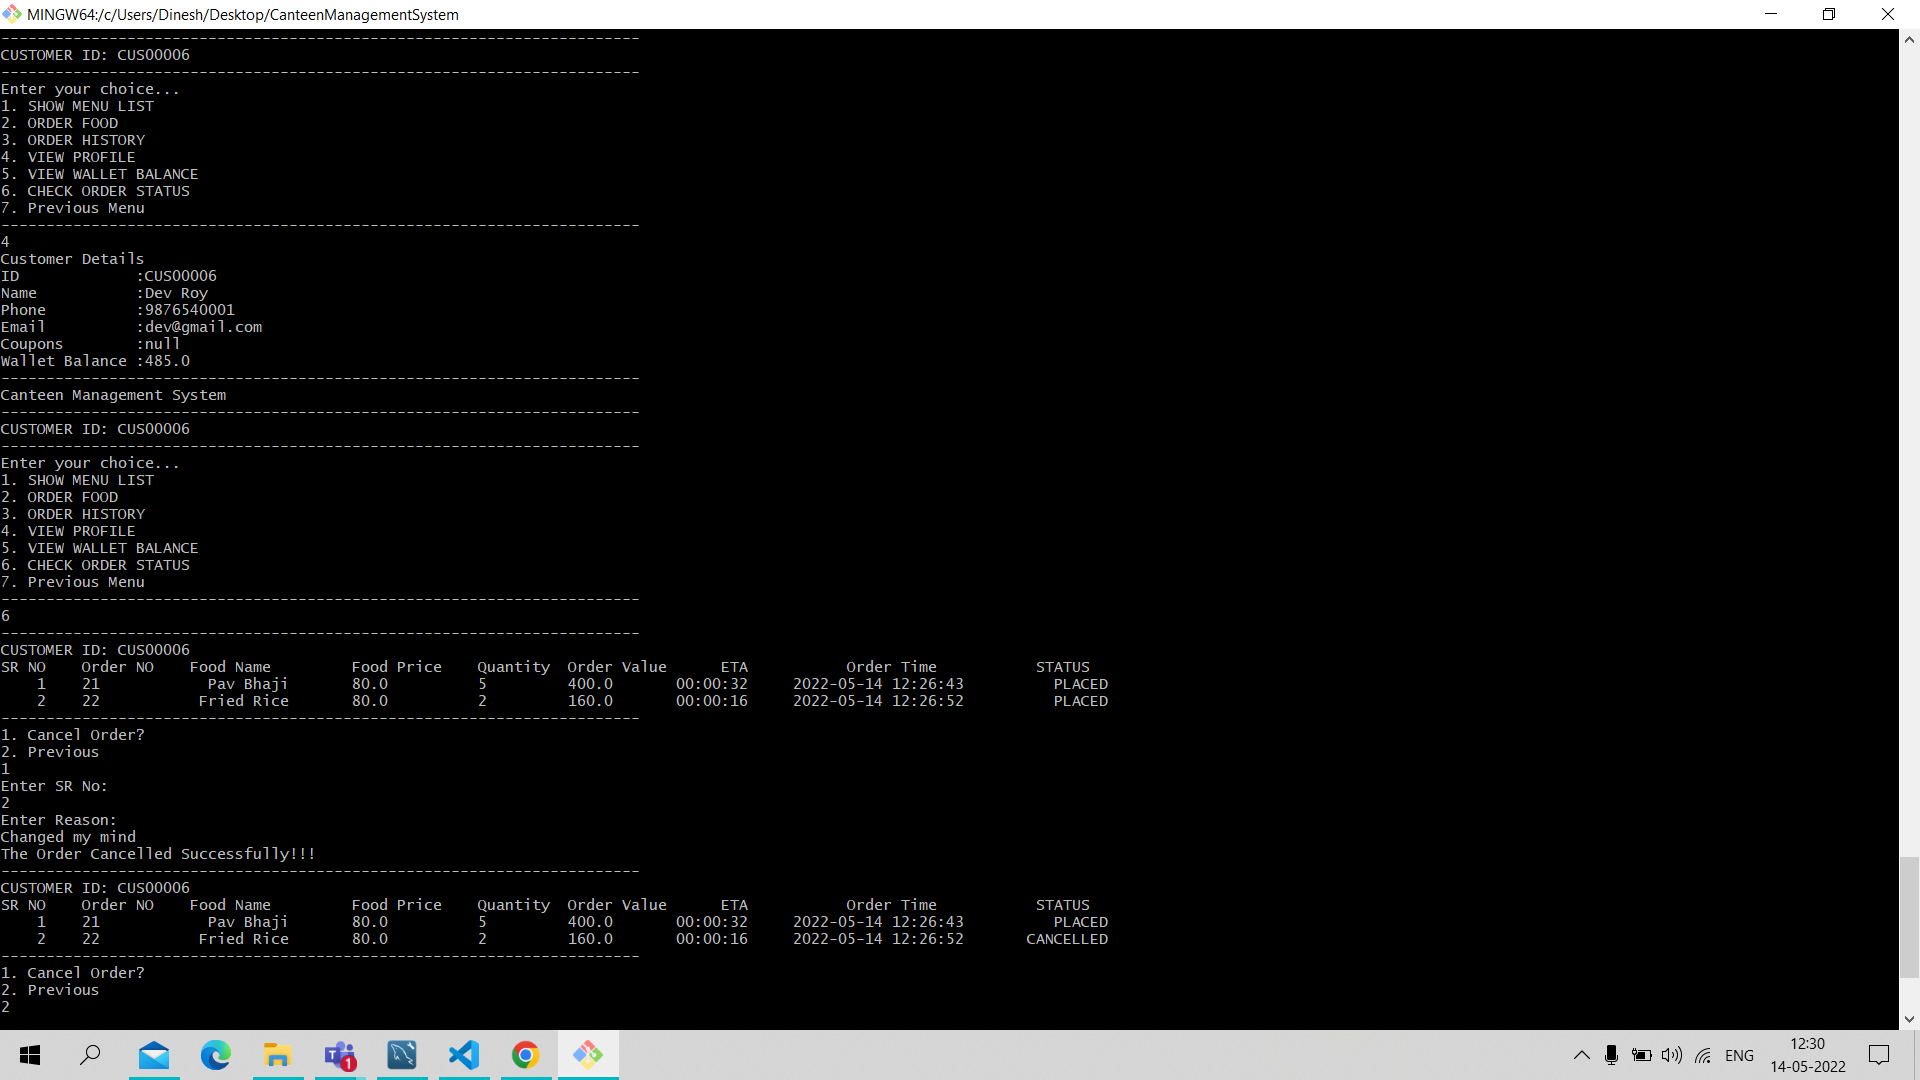 MINGW64:/c/Users/Dinesh/Desktop/CanteenManagementSystem
-----------------------------------------------------------------------
CUSTOMER ID: CUS00006
-----------------------------------------------------------------------
Enter your choice...
1. SHOW MENU LIST
2. ORDER FOOD
3. ORDER HISTORY
4. VIEW PROFILE
5. VIEW WALLET BALANCE
6. CHECK ORDER STATUS
7. Previous Menu
-----------------------------------------------------------------------
4
Customer Details
ID             :CUS00006
Name           :Dev Roy
Phone          :9876540001
Email          :dev@gmail.com
Coupons        :null
Wallet Balance :485.0
-----------------------------------------------------------------------
Canteen Management System
-----------------------------------------------------------------------
CUSTOMER ID: CUS00006
-----------------------------------------------------------------------
Enter your choice...
1. SHOW MENU LIST
2. ORDER FOOD
3. ORDER HISTORY
4. VIEW PROFILE
5. VIEW WALLET BALANCE
6. CHECK ORDER STATUS
7. Previous Menu
-----------------------------------------------------------------------
6
-----------------------------------------------------------------------
CUSTOMER ID: CUS00006
SR NO    Order NO    Food Name         Food Price    Quantity  Order Value      ETA           Order Time           STATUS
    1    21            Pav Bhaji       80.0          5         400.0       00:00:32     2022-05-14 12:26:43          PLACED
    2    22           Fried Rice       80.0          2         160.0       00:00:16     2022-05-14 12:26:52          PLACED
-----------------------------------------------------------------------
1. Cancel Order?
2. Previous
1
Enter SR No:
2
Enter Reason:
Changed my mind
The Order Cancelled Successfully!!!
-----------------------------------------------------------------------
CUSTOMER ID: CUS00006
SR NO    Order NO    Food Name         Food Price    Quantity  Order Value      ETA           Order Time           STATUS
    1    21            Pav Bhaji       80.0          5         400.0       00:00:32     2022-05-14 12:26:43          PLACED
    2    22           Fried Rice       80.0          2         160.0       00:00:16     2022-05-14 12:26:52       CANCELLED
-----------------------------------------------------------------------
1. Cancel Order?
2. Previous
2
1
ENG
12:30
14-05-2022